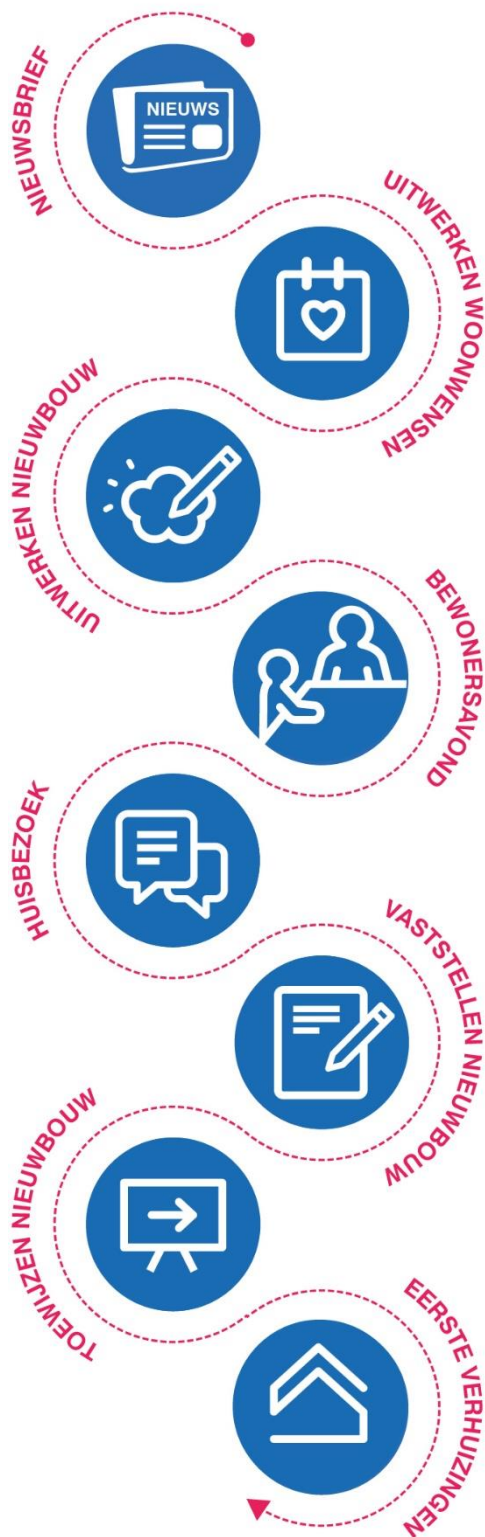 NIEUWSBRIEF
NIEUWS
UITWERKEN WOONWENSEN
UITWERKEN NIEUWBOUW
BEWONERSAVOND
HUISBEZOEK
VASTSTELLEN NIEUWBOUW
TOEWIJZEN NIEUWBOUW
EERSTE VERHUIZINGEN